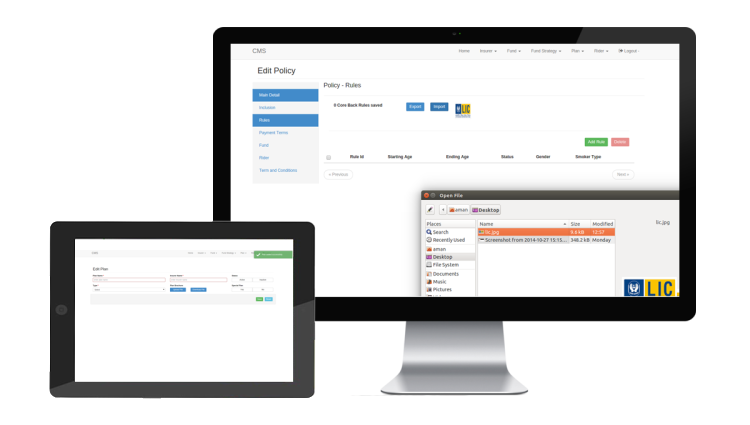 CMS
Home Insurer Fund Fund Strategy Plan Rider Logout
Edit Policy
Policy - Rules
Main Detail
Inclusion
Rules
Payment Terms
Fund
Rider
Term and Conditions
0 Core Back Rules saved
Export
Import
LIC
Add Rule
Delete
Rule Id Starting Age Ending Age Status Gender Smoker Type
« Previous
Next »
Open File
aman Desktop
Places
Search
Recently Used
aman
Desktop
File System
Documents
Music
Pictures
Name Size Modified
lic.jpg 9.6 kB 12:57
Screenshot from 2014-10-27 15:15... 348.2 kB Monday
lic.jpg
LIC
CMS
Edit Plan